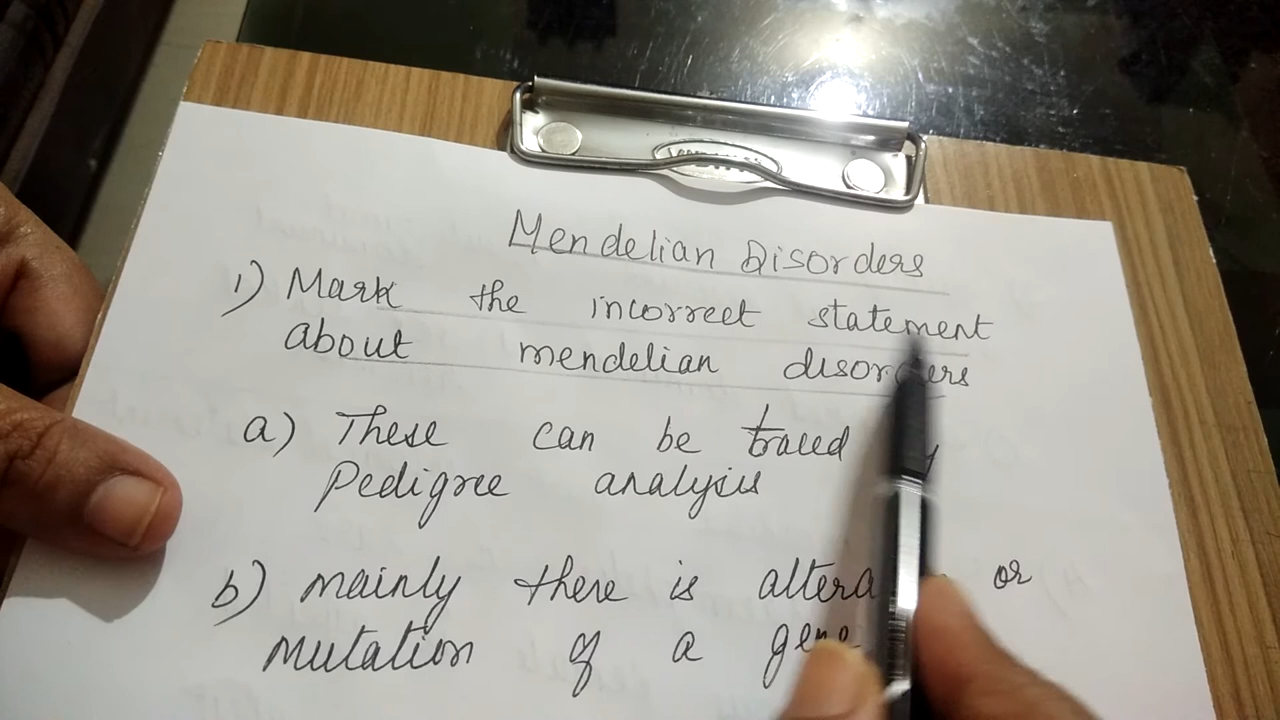 Mendelian Disorders
1) Mark the incorrect statement
about mendelian disorders
a) These can be traced
Pedigree analysis
b) mainly there is or
mutation of a gene